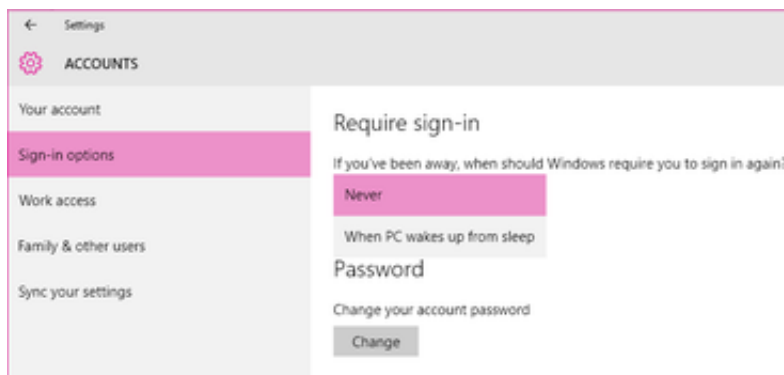 Settings
ACCOUNTS
Your account
Sign-in options
Work access
Family & other users
Sync your settings
Require sign-in
If you've been away, when should Windows require you to sign in again?
Never
When PC wakes up from sleep
Password
Change your account password
Change